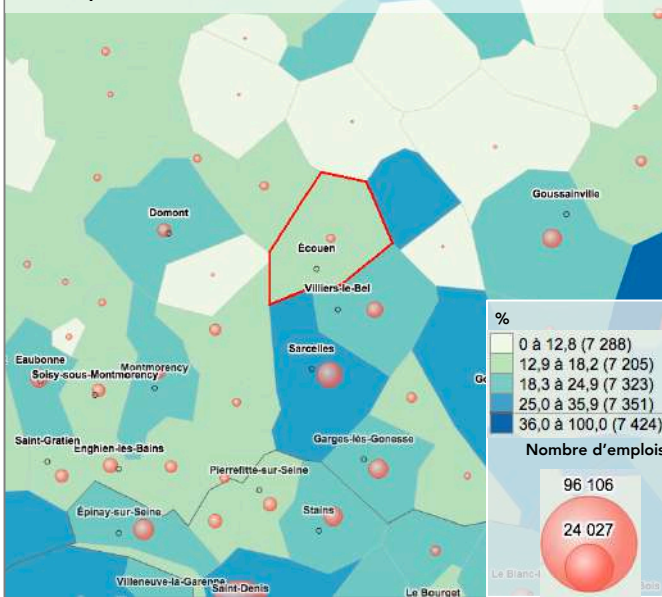 Goussainville
Domont
Écouen
Villiers-le-Bel
%
0 à 12,8 (7 288)
12,9 à 18,2 (7 205)
18,3 à 24,9 (7 323)
25,0 à 35,9 (7 351)
36,0 à 100,0 (7 424)
Sarcelles
Eaubonne
Montmorency
Soisy-sous-Montmorency
Go
Saint-Gratien
Enghien-les-Bains
Garges-lès-Gonesse
Nombre d'emplois
Pierrefitte-sur-Seine
96 106
Épinay-sur-Seine
Stains
24 027
Villeneuve-la-Garenne
Saint-Denis
Le Bourget
Le Blanc-